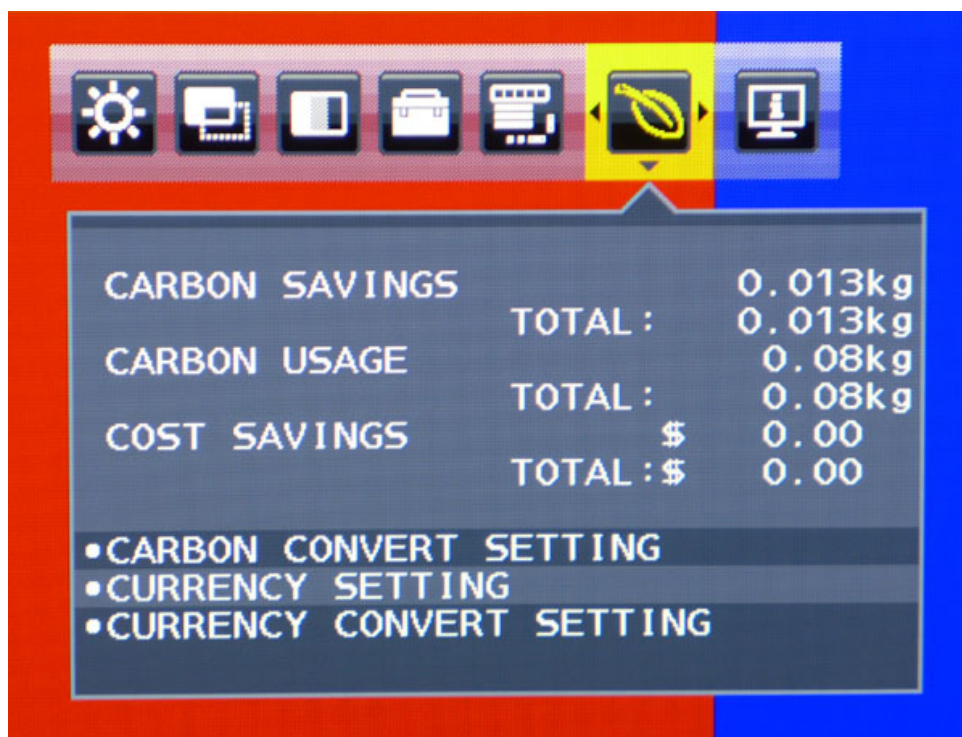 CARBON SAVINGS 0.013kg
TOTAL: 0.013kg
CARBON USAGE 0.08kg
TOTAL: 0.08kg
COST SAVINGS $ 0.00
TOTAL:$ 0.00
•CARBON CONVERT SETTING
•CURRENCY SETTING
•CURRENCY CONVERT SETTING